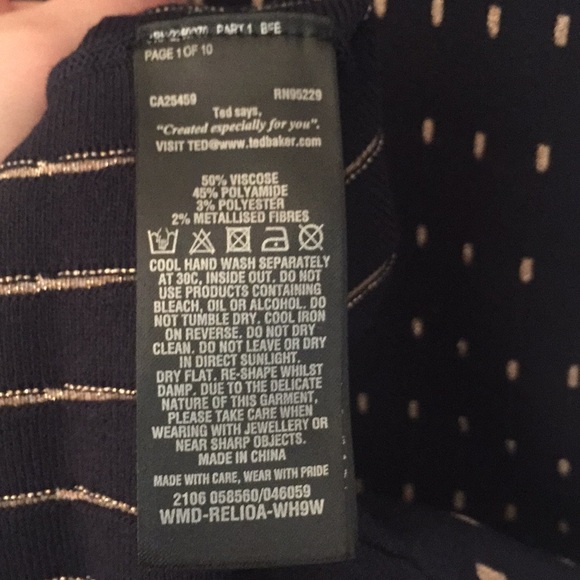 PART 1
PAGE 1 OF 10
CA25459 RN95229
Ted says,
"Created especially for you".
VISIT TED@www.tedbaker.com
50% VISCOSE
45% POLYAMIDE
3% POLYESTER
2% METALLISED FIBRES
COOL HAND WASH SEPARATELY
AT 30C, INSIDE OUT. DO NOT
USE PRODUCTS CONTAINING
BLEACH, OIL OR ALCOHOL. DO
NOT TUMBLE DRY. COOL IRON
ON REVERSE. DO NOT DRY
CLEAN. DO NOT LEAVE OR DRY
IN DIRECT SUNLIGHT.
DRY FLAT. RE-SHAPE WHILST
DAMP. DUE TO THE DELICATE
NATURE OF THIS GARMENT,
PLEASE TAKE CARE WHEN
WEARING WITH JEWELLERY OR
NEAR SHARP OBJECTS.
MADE IN CHINA
MADE WITH CARE, WEAR WITH PRIDE
2106 058560/046059
WMD-RELIOA-WH9W